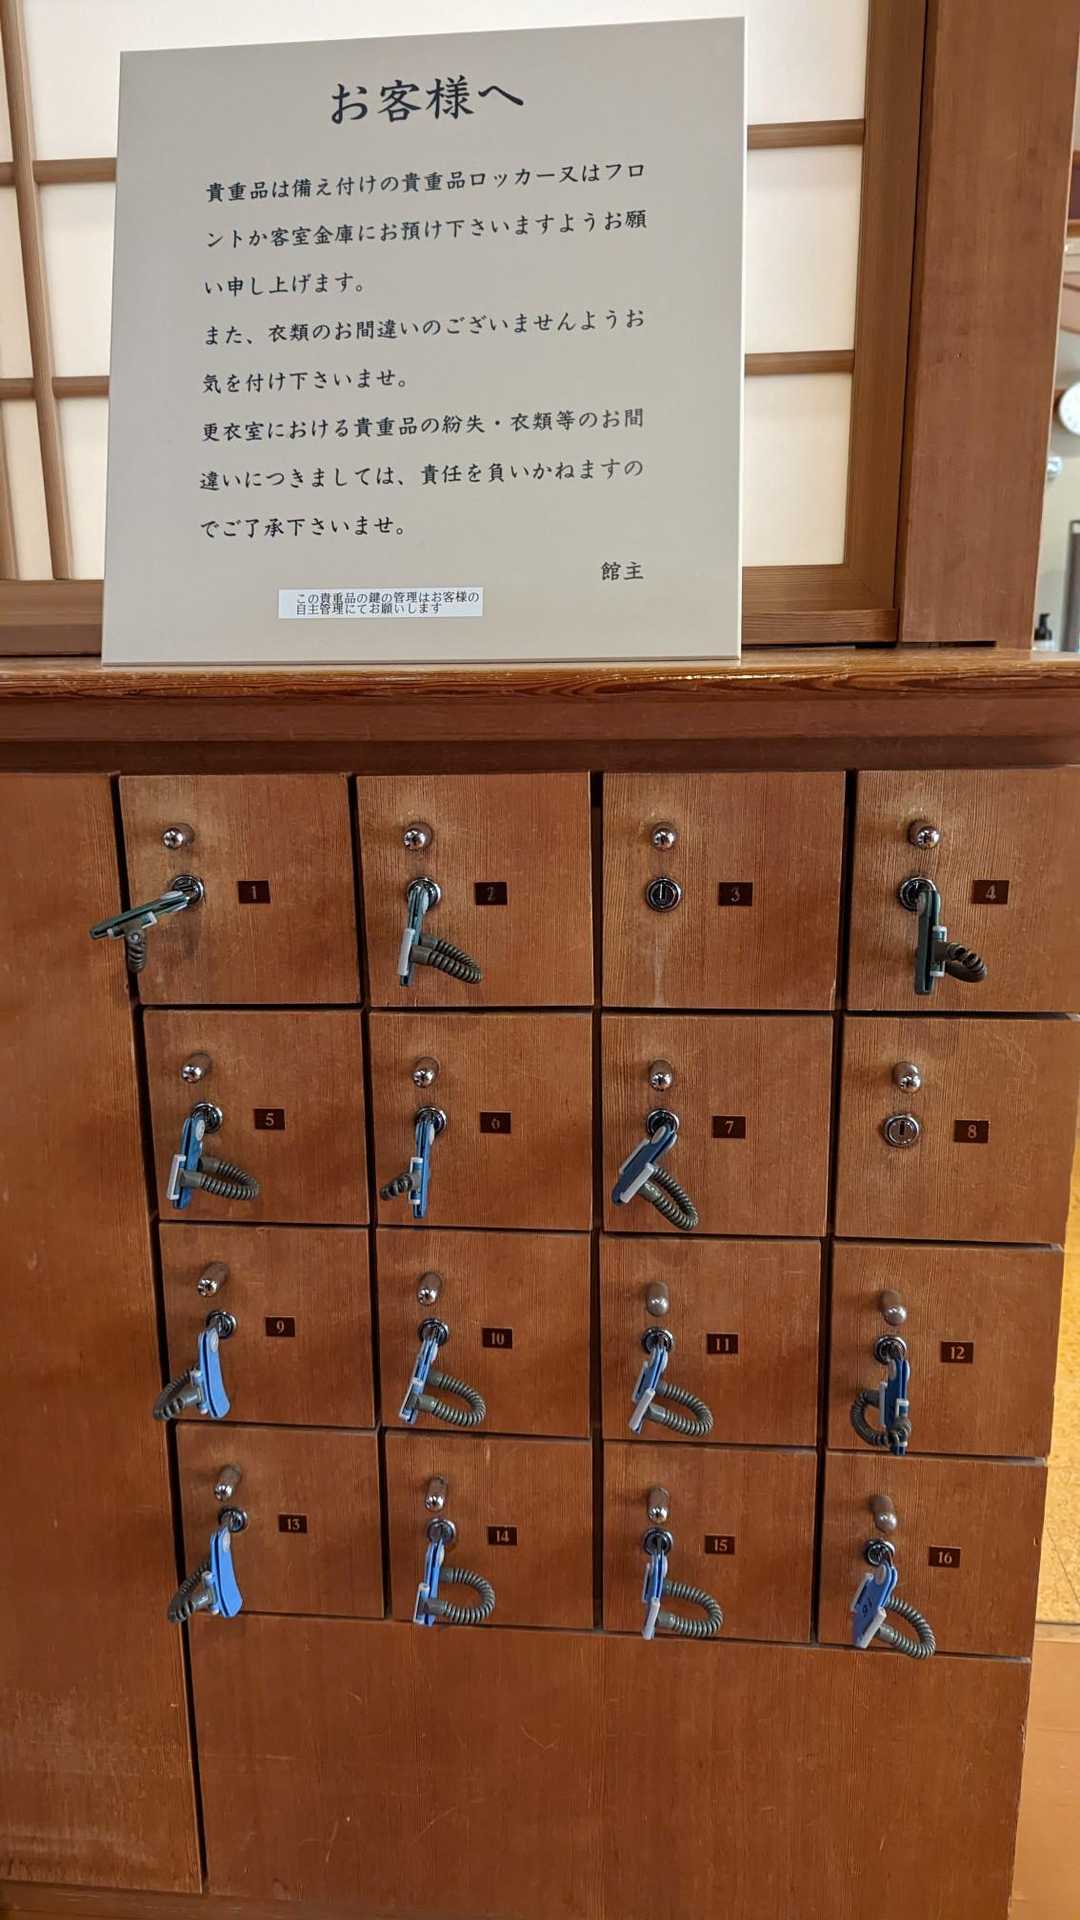 お客様へ
貴重品は備え付けの貴重品ロッカー又はフロ
ントか客室金庫にお預け下さいますようお願
い申し上げます。
また、衣類のお間違いのございませんようお
気を付け下さいませ。
更衣室における貴重品の紛失・衣類等のお間
違いにつきましては、責任を負いかねますの
でご了承下さいませ。
館主
この貴重品の鍵の管理はお客様の
自主管理にてお願いします
1 2 3 4
5 6 7 8
9 10 11 12
13 14 15 16
16